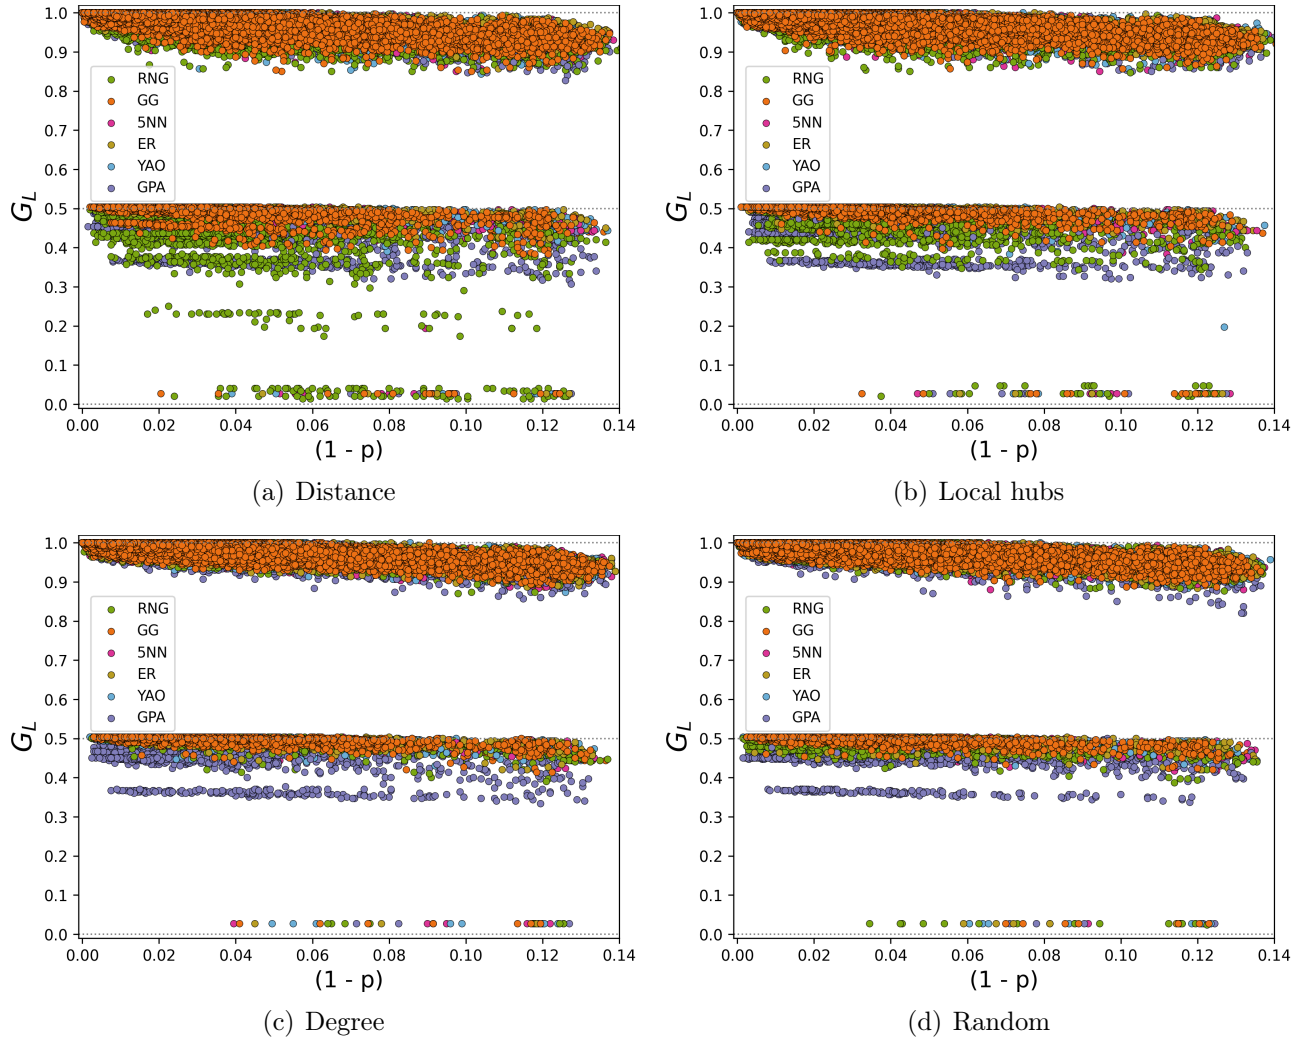 1.0
0.9
0.8
0.7
0.6
0.5
0.4
0.3
0.2
0.1
0.0
G_L
RNG
GG
5NN
ER
YAO
GPA
0.00 0.02 0.04 0.06 0.08 0.10 0.12 0.14
(1 - p)
(a) Distance
1.0
0.9
0.8
0.7
0.6
0.5
0.4
0.3
0.2
0.1
0.0
G_L
RNG
GG
5NN
ER
YAO
GPA
0.00 0.02 0.04 0.06 0.08 0.10 0.12 0.14
(1 - p)
(b) Local hubs
1.0
0.9
0.8
0.7
0.6
0.5
0.4
0.3
0.2
0.1
0.0
G_L
RNG
GG
5NN
ER
YAO
GPA
0.00 0.02 0.04 0.06 0.08 0.10 0.12 0.14
(1 - p)
(c) Degree
1.0
0.9
0.8
0.7
0.6
0.5
0.4
0.3
0.2
0.1
0.0
G_L
RNG
GG
5NN
ER
YAO
GPA
0.00 0.02 0.04 0.06 0.08 0.10 0.12 0.14
(1 - p)
(d) Random